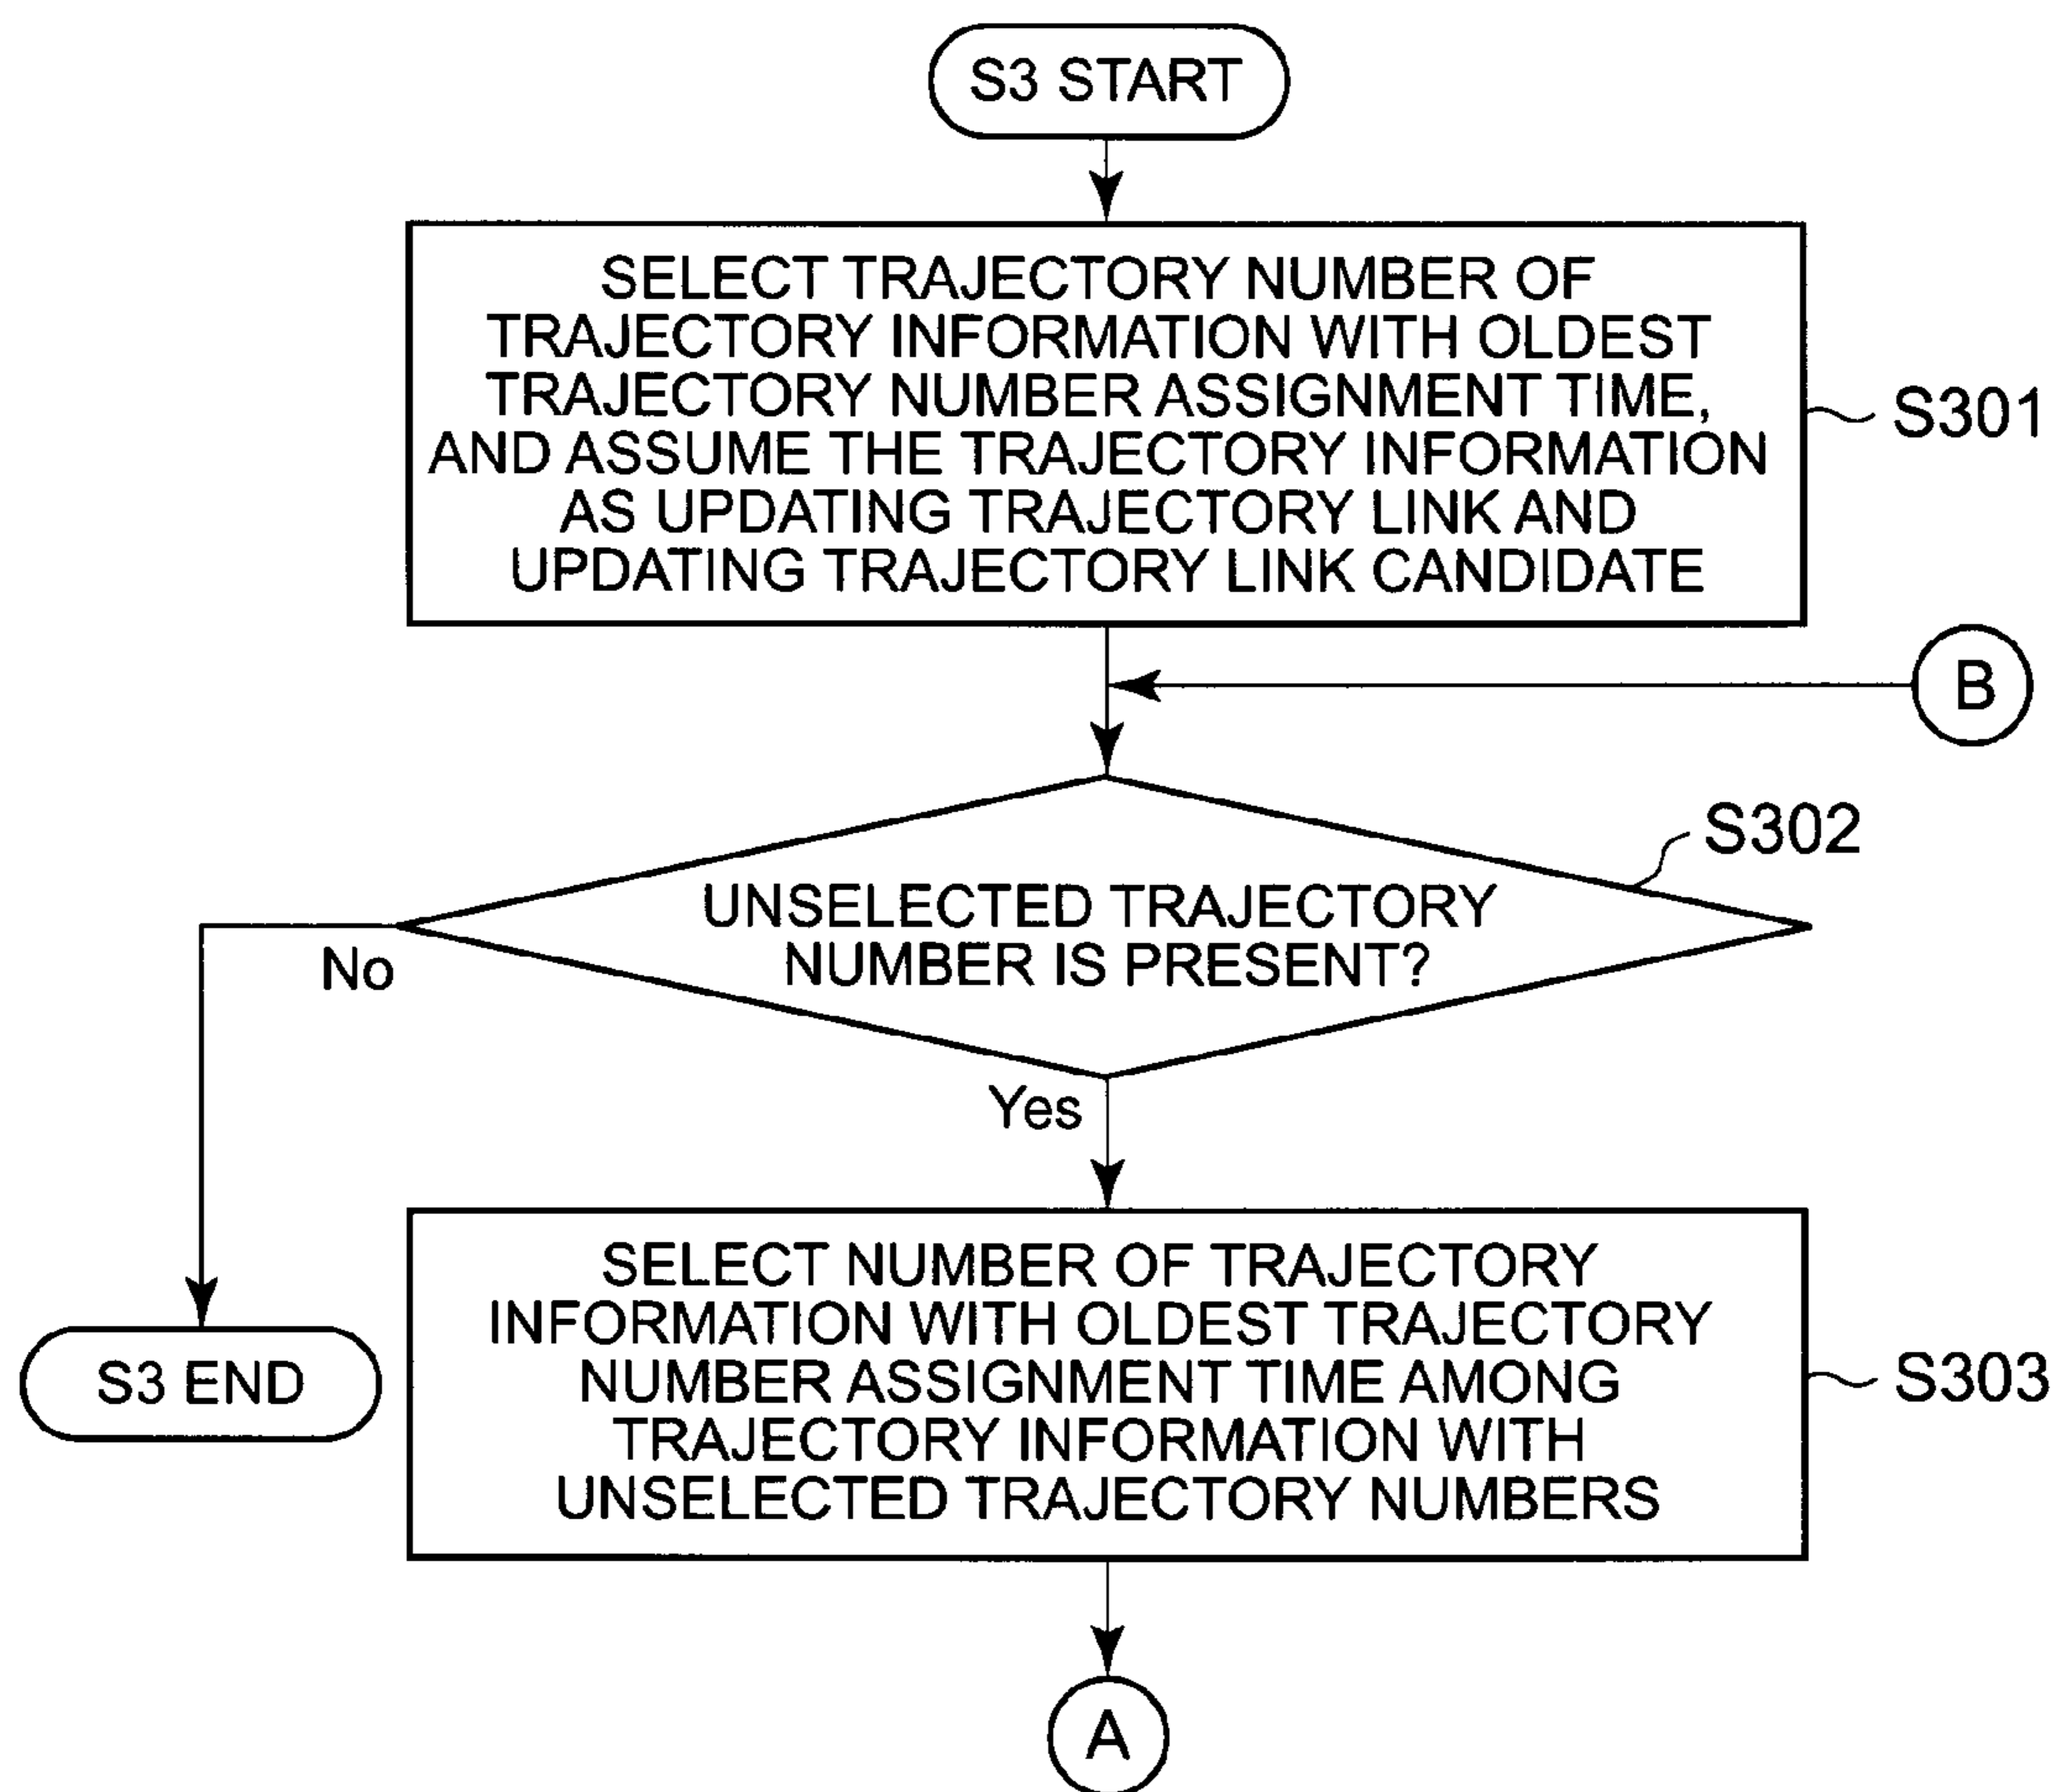 S3 START
SELECT TRAJECTORY NUMBER OF
TRAJECTORY INFORMATION WITH OLDEST
TRAJECTORY NUMBER ASSIGNMENT TIME,
AND ASSUME THE TRAJECTORY INFORMATION
AS UPDATING TRAJECTORY LINK AND
UPDATING TRAJECTORY LINK CANDIDATE
S301
B
S302
UNSELECTED TRAJECTORY
NUMBER IS PRESENT?
No
Yes
SELECT NUMBER OF TRAJECTORY
INFORMATION WITH OLDEST TRAJECTORY
NUMBER ASSIGNMENT TIME AMONG
TRAJECTORY INFORMATION WITH
UNSELECTED TRAJECTORY NUMBERS
S303
S3 END
A